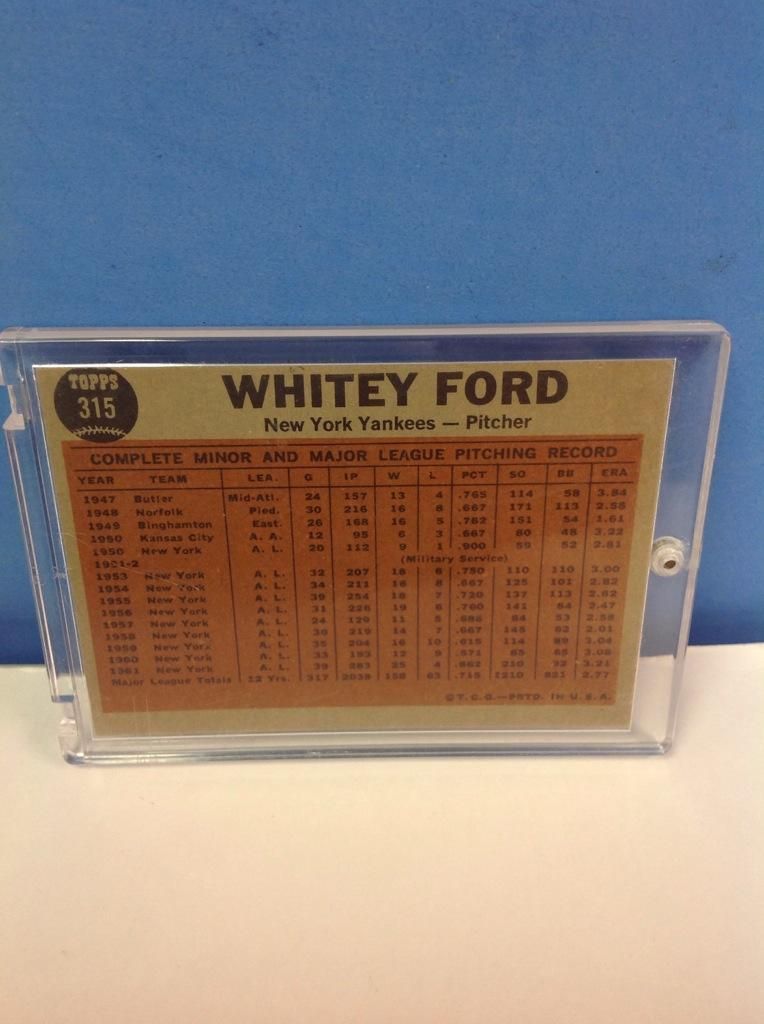 TOPPS
315
WHITEY FORD
New York Yankees — Pitcher
COMPLETE MINOR AND MAJOR LEAGUE PITCHING RECORD
YEAR TEAM LEA. G IP W L PCT SO BB ERA
1947 Butler Mid-Atl. 24 157 13 4 .765 114 58 3.84
1948 Norfolk Pied. 30 216 16 8 .667 171 113 2.58
1949 Binghamton East. 26 168 16 5 .762 151 54 1.61
1950 Kansas City A. A. 12 95 6 3 .667 80 48 3.22
1950 New York A. L. 20 112 9 1 .900 59 52 2.81
1951-2 (Military Service)
1953 New York A. L. 32 207 18 6 .750 110 110 3.00
1954 New York A. L. 34 211 16 8 .667 125 101 2.82
1955 New York A. L. 39 254 18 7 .720 137 113 2.62
1956 New York A. L. 31 226 19 6 .760 141 84 2.47
1957 New York A. L. 24 129 11 5 .688 84 53 2.58
1958 New York A. L. 30 219 14 7 .667 145 62 2.01
1959 New York A. L. 35 204 16 10 .615 114 89 3.04
1960 New York A. L. 33 193 12 9 .571 85 65 3.08
1961 New York A. L. 39 283 25 4 .862 210 92 3.21
Major League Totals 12 Yrs. 317 2038 158 63 .715 1210 821 2.77
©T. C. G.—PRTD. IN U. S. A.